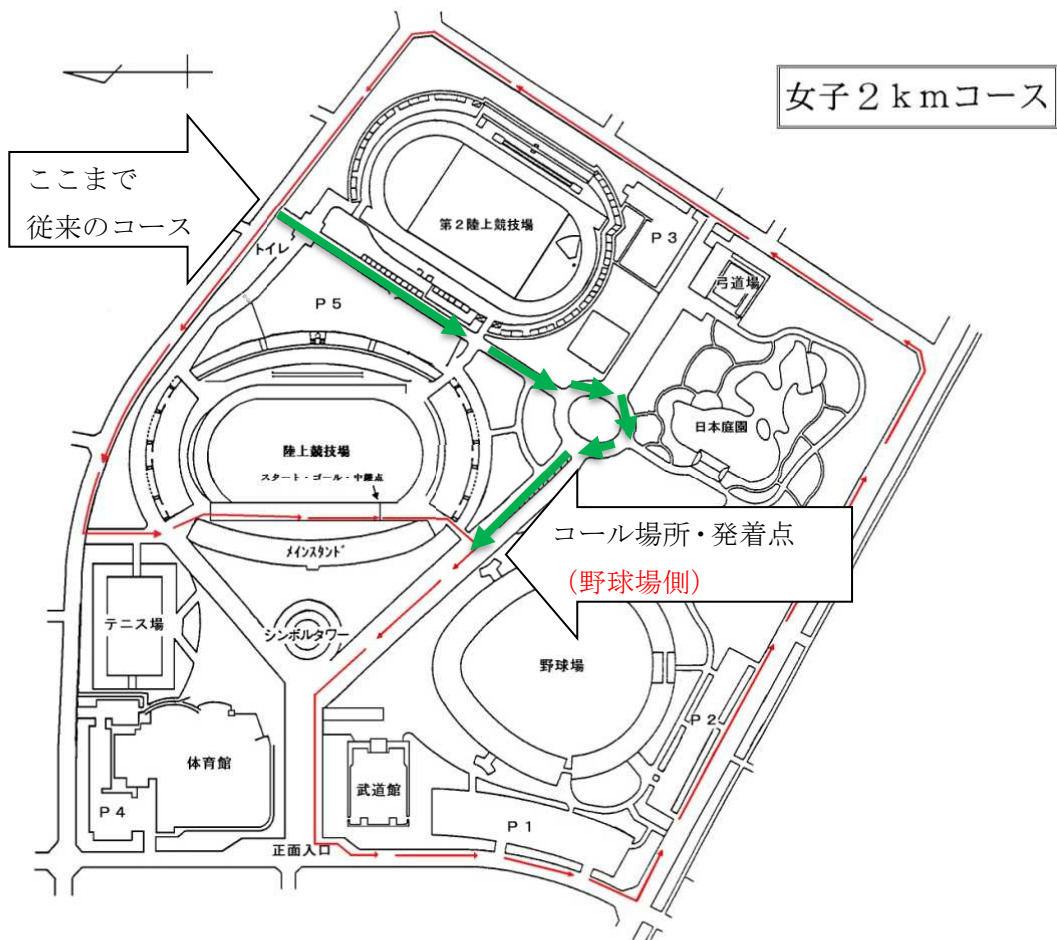 女子２ｋｍコース
ここまで
従来のコース
第２陸上競技場
トイレ
Ｐ３
弓道場
Ｐ５
日本庭園
陸上競技場
スタート・ゴール・中継点
メインスタンド
コール場所・発着点
（野球場側）
テニス場
シンボルタワー
野球場
Ｐ２
体育館
武道館
Ｐ４
Ｐ１
正面入口